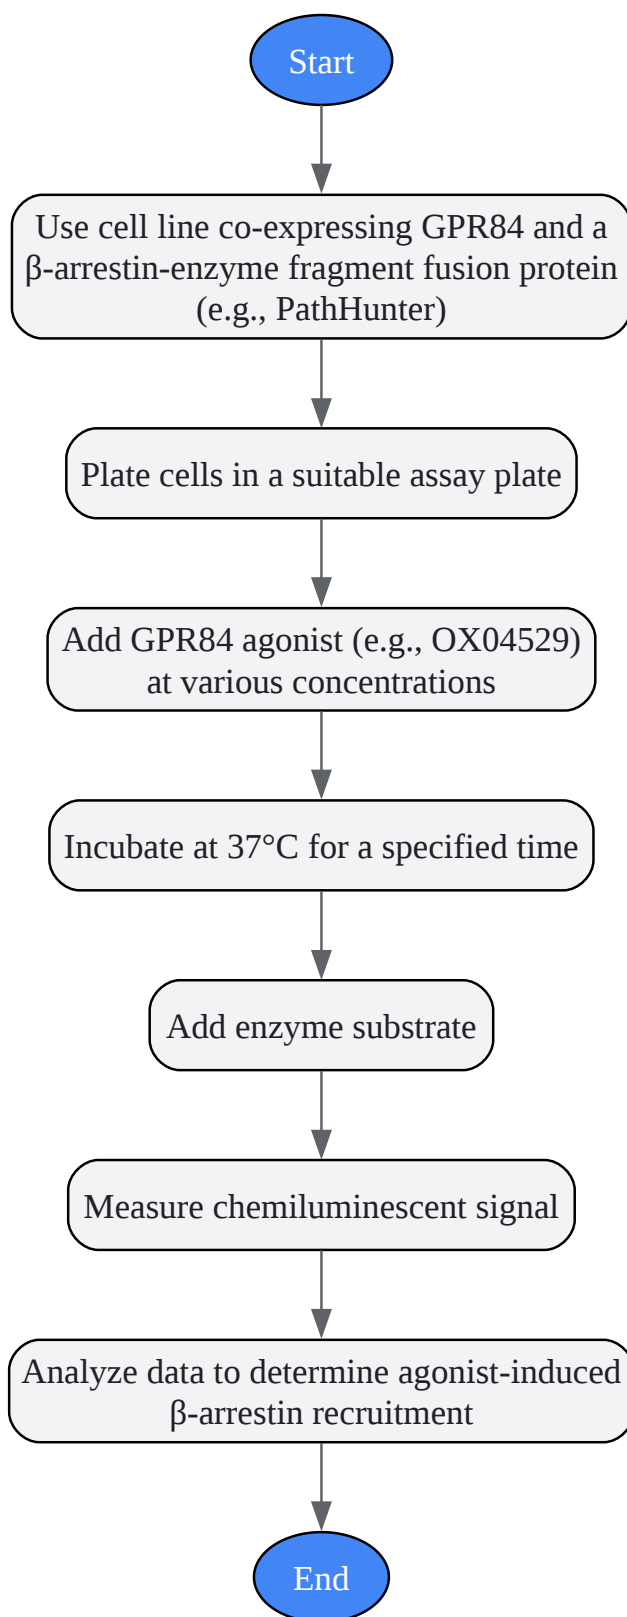 Start
Use cell line co-expressing GPR84 and a
β-arrestin-enzyme fragment fusion protein
(e.g., PathHunter)
Plate cells in a suitable assay plate
Add GPR84 agonist (e.g., OX04529)
at various concentrations
Incubate at 37°C for a specified time
Add enzyme substrate
Measure chemiluminescent signal
Analyze data to determine agonist-induced
β-arrestin recruitment
End